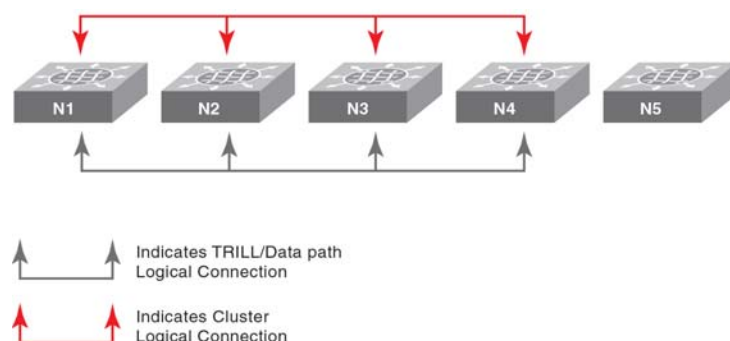 N1 N2 N3 N4 N5
Indicates TRILL/Data path
Logical Connection
Indicates Cluster
Logical Connection